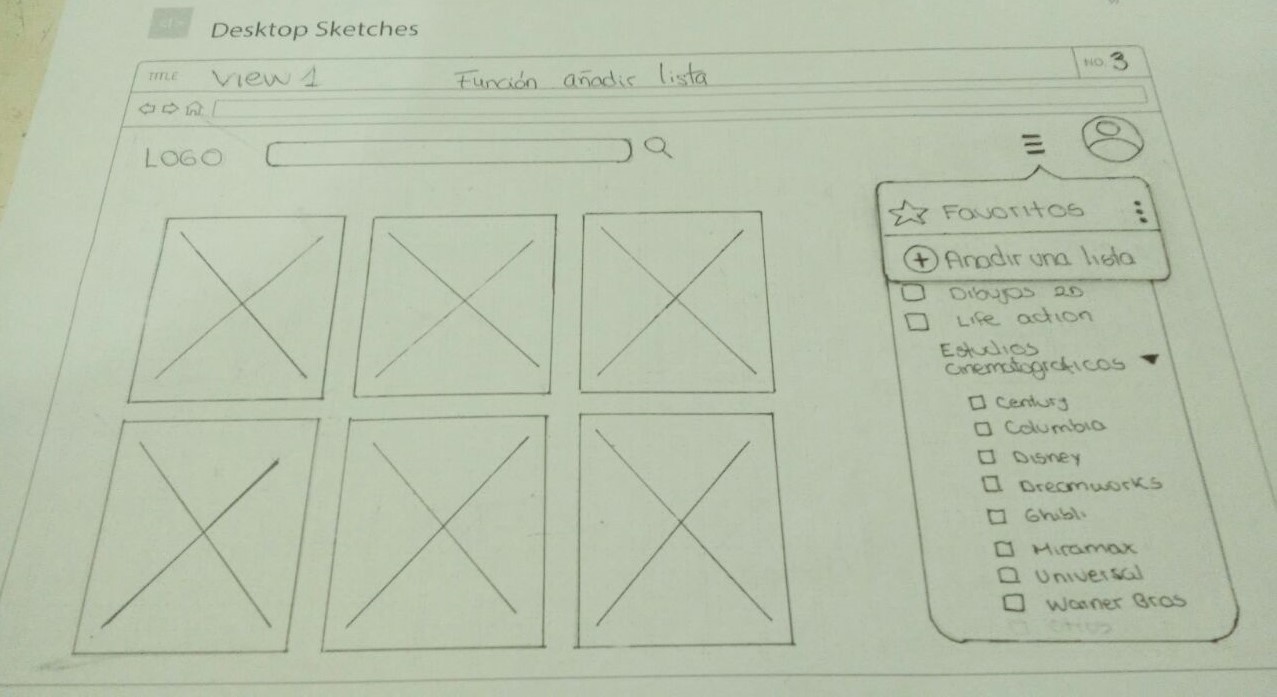 Desktop Sketches
TITLE View 1 Función añadir lista NO. 3
LOGO
Favoritos
Añadir una lista
Dibujos 2D
Life action
Estudios
cinematográficos
Century
Columbia
Disney
Dreamworks
Ghibli
Miramax
Universal
Warner Bros
Otros